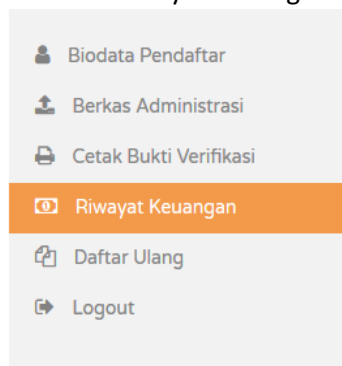 Biodata Pendaftar
Berkas Administrasi
Cetak Bukti Verifikasi
Riwayat Keuangan
Daftar Ulang
Logout